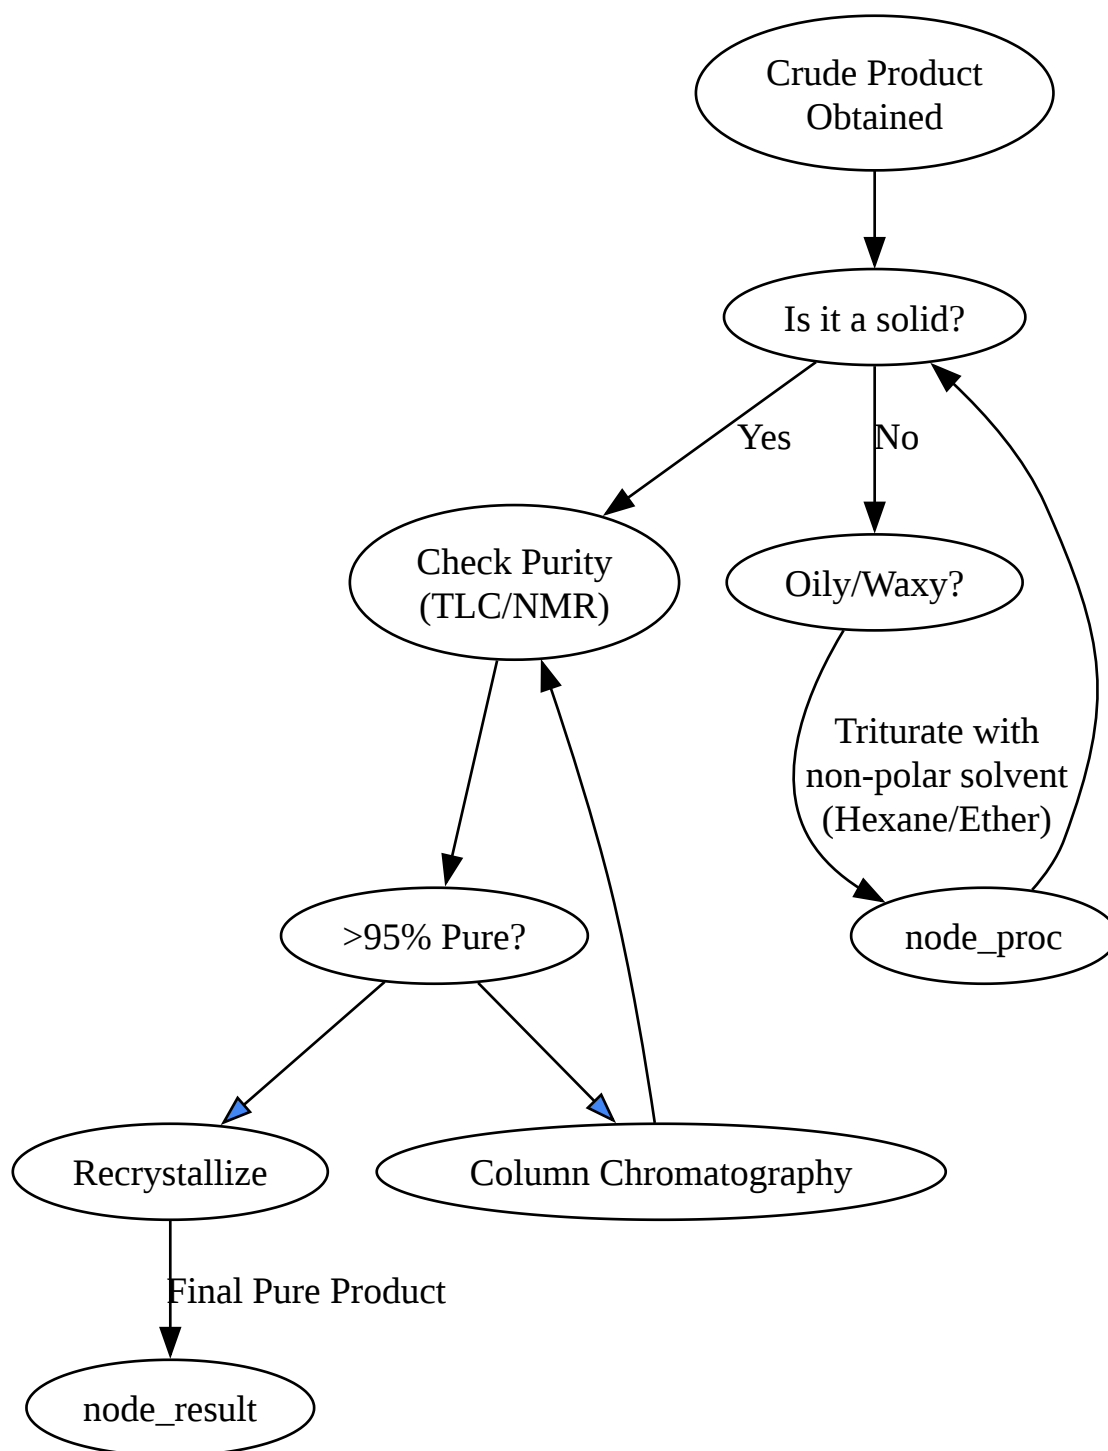 Crude Product
Obtained
Is it a solid?
Yes
No
Check Purity
(TLC/NMR)
Oily/Waxy?
Triturate with
non-polar solvent
(Hexane/Ether)
>95% Pure?
node_proc
Recrystallize
Column Chromatography
Final Pure Product
node_result